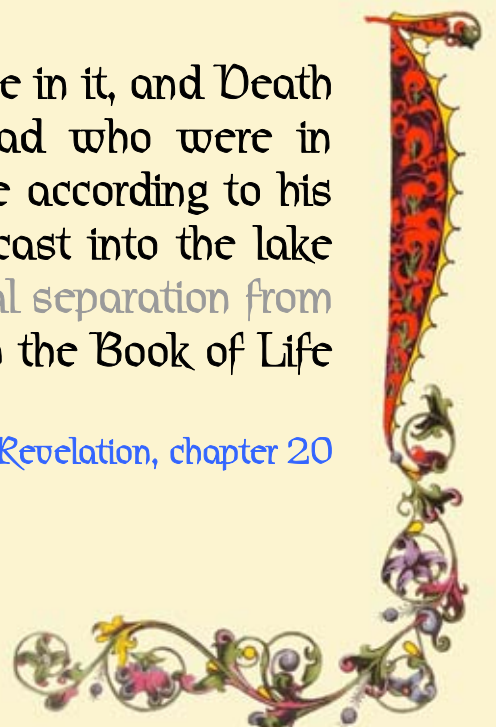 e in it, and Death
ad who were in
e according to his
cast into the lake
al separation from
the Book of Life
Revelation, chapter 20